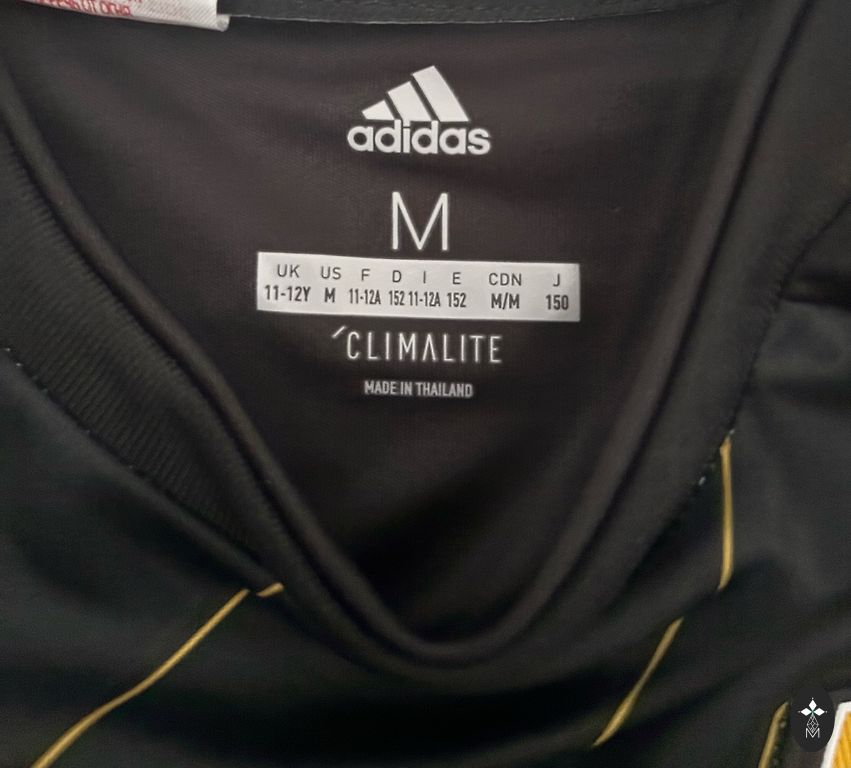 adidas
M
UK US F D I E CDN J
11-12Y M 11-12A 152 11-12A 152 M/M 150
´CLIMALITE
MADE IN THAILAND
M